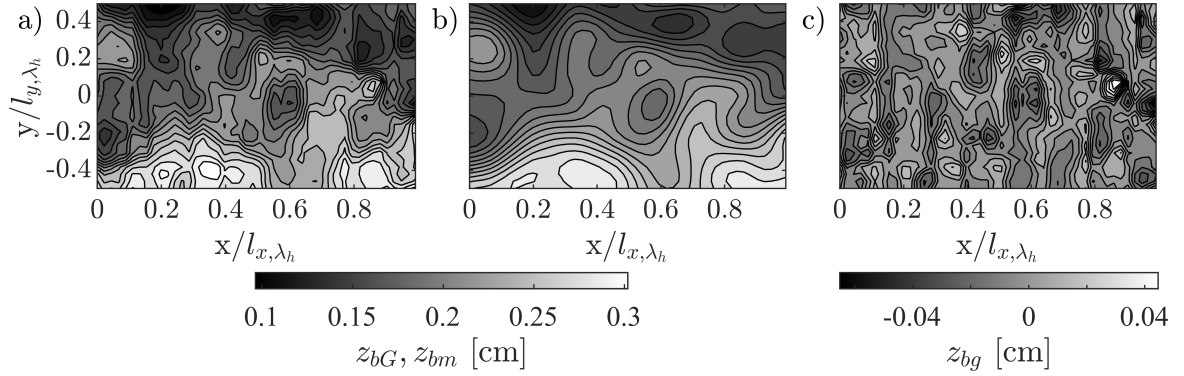 a) b) c)
y/l_{y,λ_h}
0.4
0.2
0
-0.2
-0.4
0 0.2 0.4 0.6 0.8 0 0.2 0.4 0.6 0.8 0 0.2 0.4 0.6 0.8
x/l_{x,λ_h} x/l_{x,λ_h} x/l_{x,λ_h}
0.1 0.15 0.2 0.25 0.3 -0.04 0 0.04
z_{bG}, z_{bm} [cm] z_{bg} [cm]